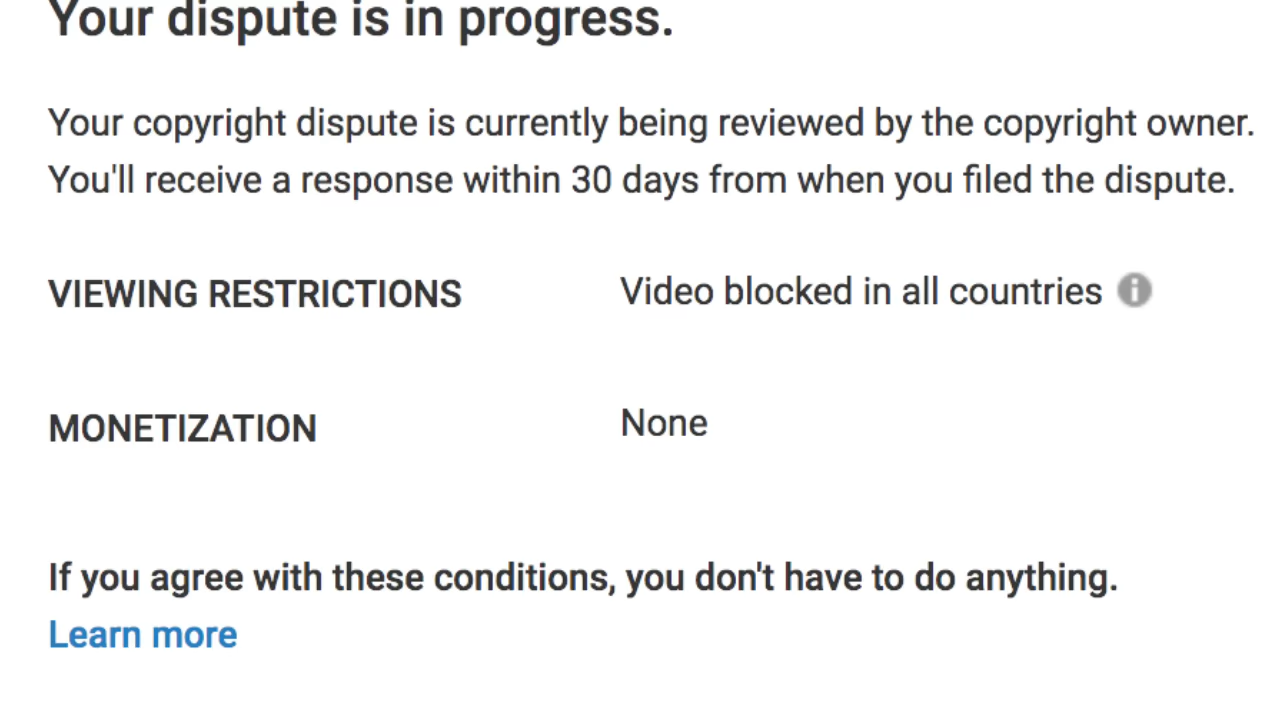 Your dispute is in progress.
Your copyright dispute is currently being reviewed by the copyright owner.
You'll receive a response within 30 days from when you filed the dispute.
VIEWING RESTRICTIONS Video blocked in all countries
MONETIZATION None
If you agree with these conditions, you don't have to do anything.
Learn more